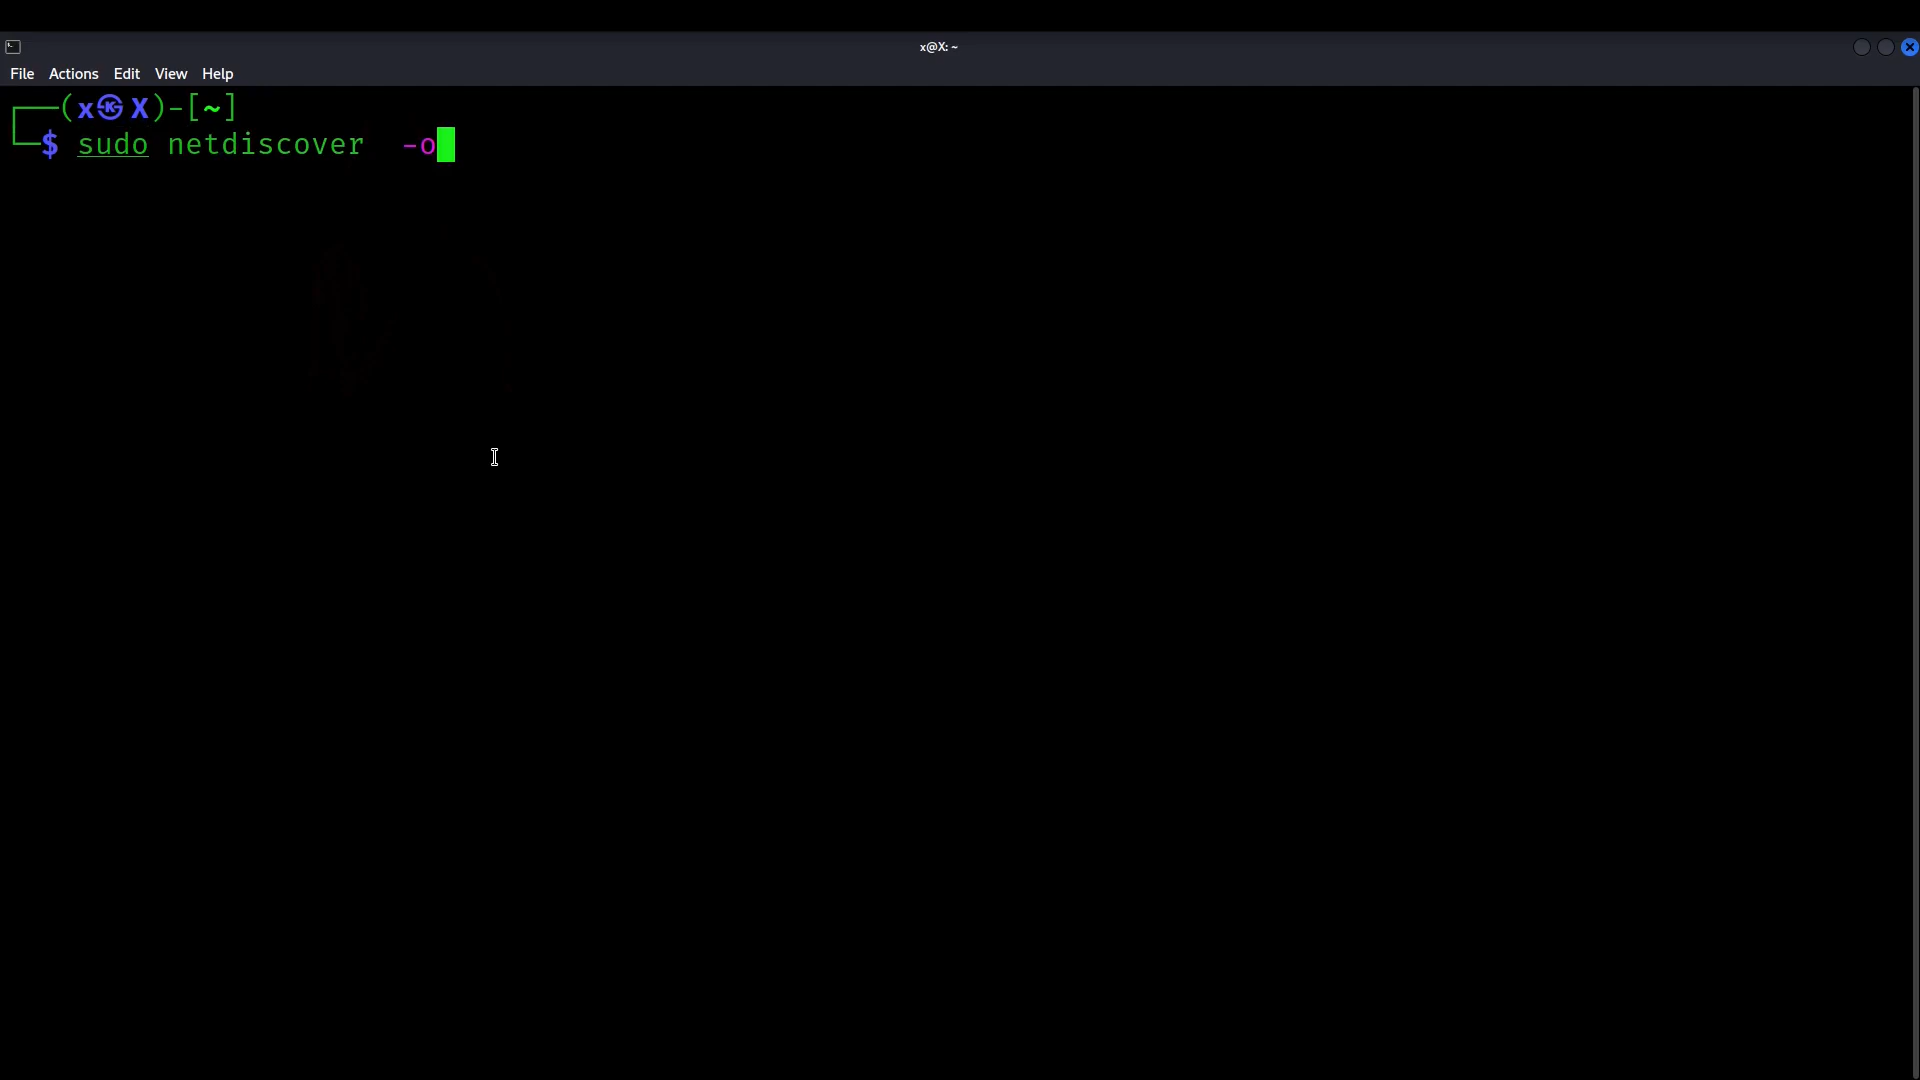 x@X: ~
File Actions Edit View Help
┌──(x㉿X)-[~]
└─$ sudo netdiscover  -o